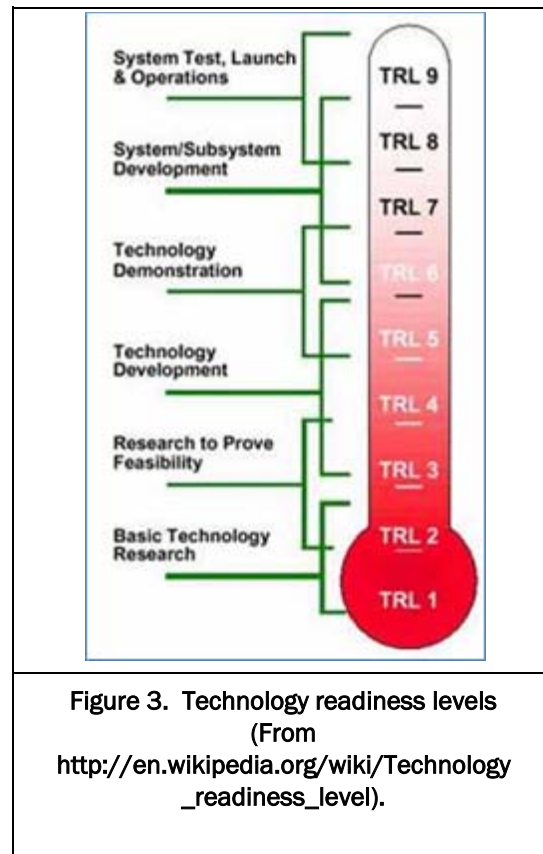 System Test, Launch
& Operations
System/Subsystem
Development
Technology
Demonstration
Technology
Development
Research to Prove
Feasibility
Basic Technology
Research
TRL 9
TRL 8
TRL 7
TRL 6
TRL 5
TRL 4
TRL 3
TRL 2
TRL 1
Figure 3. Technology readiness levels
(From
http://en.wikipedia.org/wiki/Technology
_readiness_level).